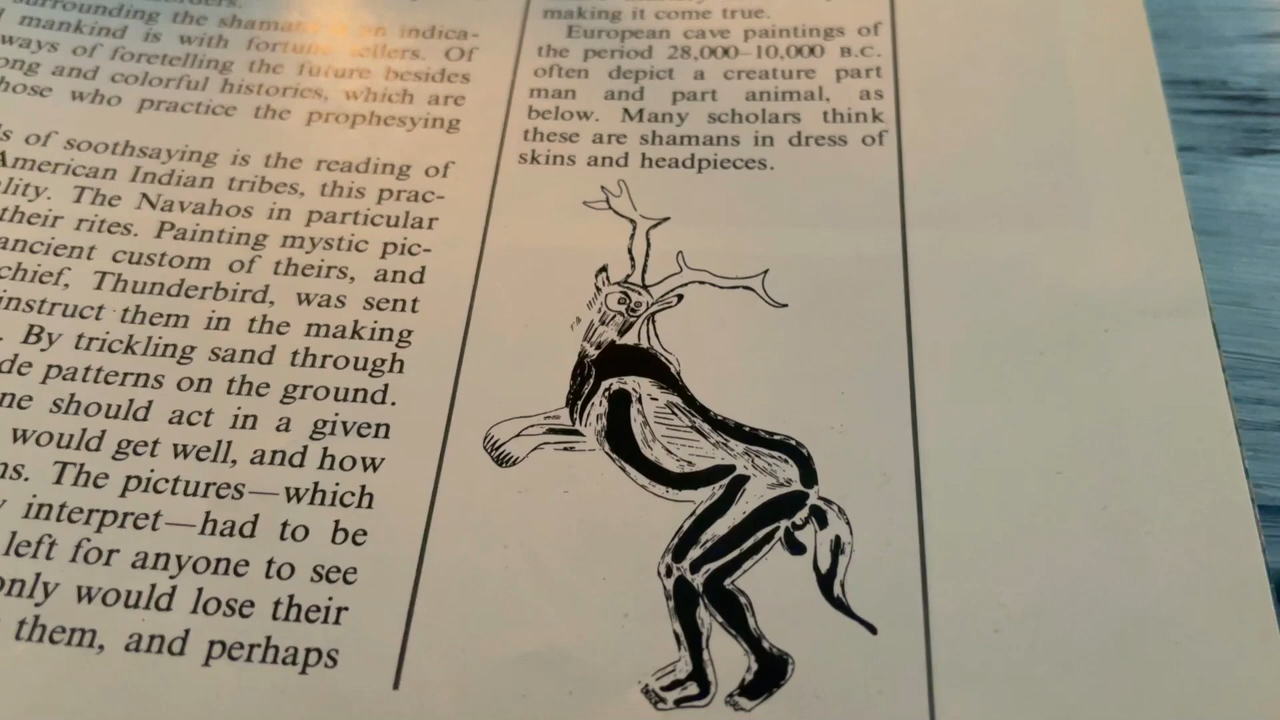 surrounding the shaman is an indica-
mankind is with fortune tellers. Of
ways of foretelling the future besides
ong and colorful histories, which are
hose who practice the prophesying
s of soothsaying is the reading of
American Indian tribes, this prac-
ality. The Navahos in particular
their rites. Painting mystic pic-
ancient custom of theirs, and
chief, Thunderbird, was sent
instruct them in the making
. By trickling sand through
de patterns on the ground.
ne should act in a given
would get well, and how
ns. The pictures—which
y interpret—had to be
left for anyone to see
only would lose their
them, and perhaps
making it come true.
European cave paintings of
the period 28,000–10,000 B.C.
often depict a creature part
man and part animal, as
below. Many scholars think
these are shamans in dress of
skins and headpieces.